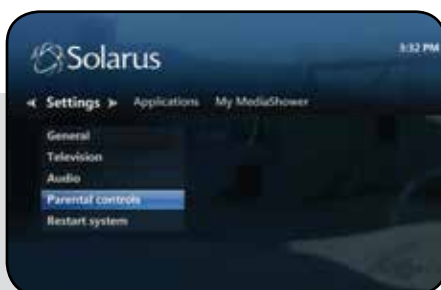 Solarus
3:32 PM
Settings Applications My MediaShower
General
Television
Audio
Parental controls
Restart system